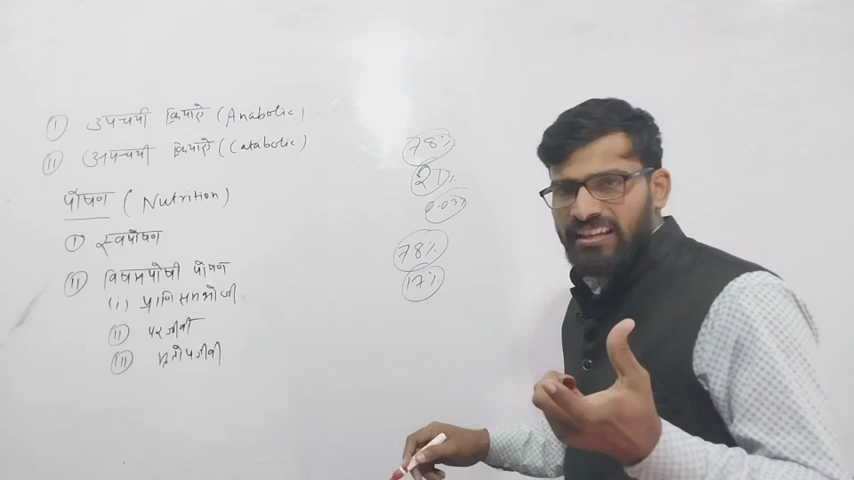 I उपचयी क्रियाऐ (Anabolic)
II अपचयी क्रियाऐ (Catabolic)
पोषण (Nutrition)
I स्वपोषण
II विषमपोषी पोषण
(i) प्राणिसमभोजी
II परजीवी
III मृतोपजीवी
78%
21%
0.03%
78%
17%